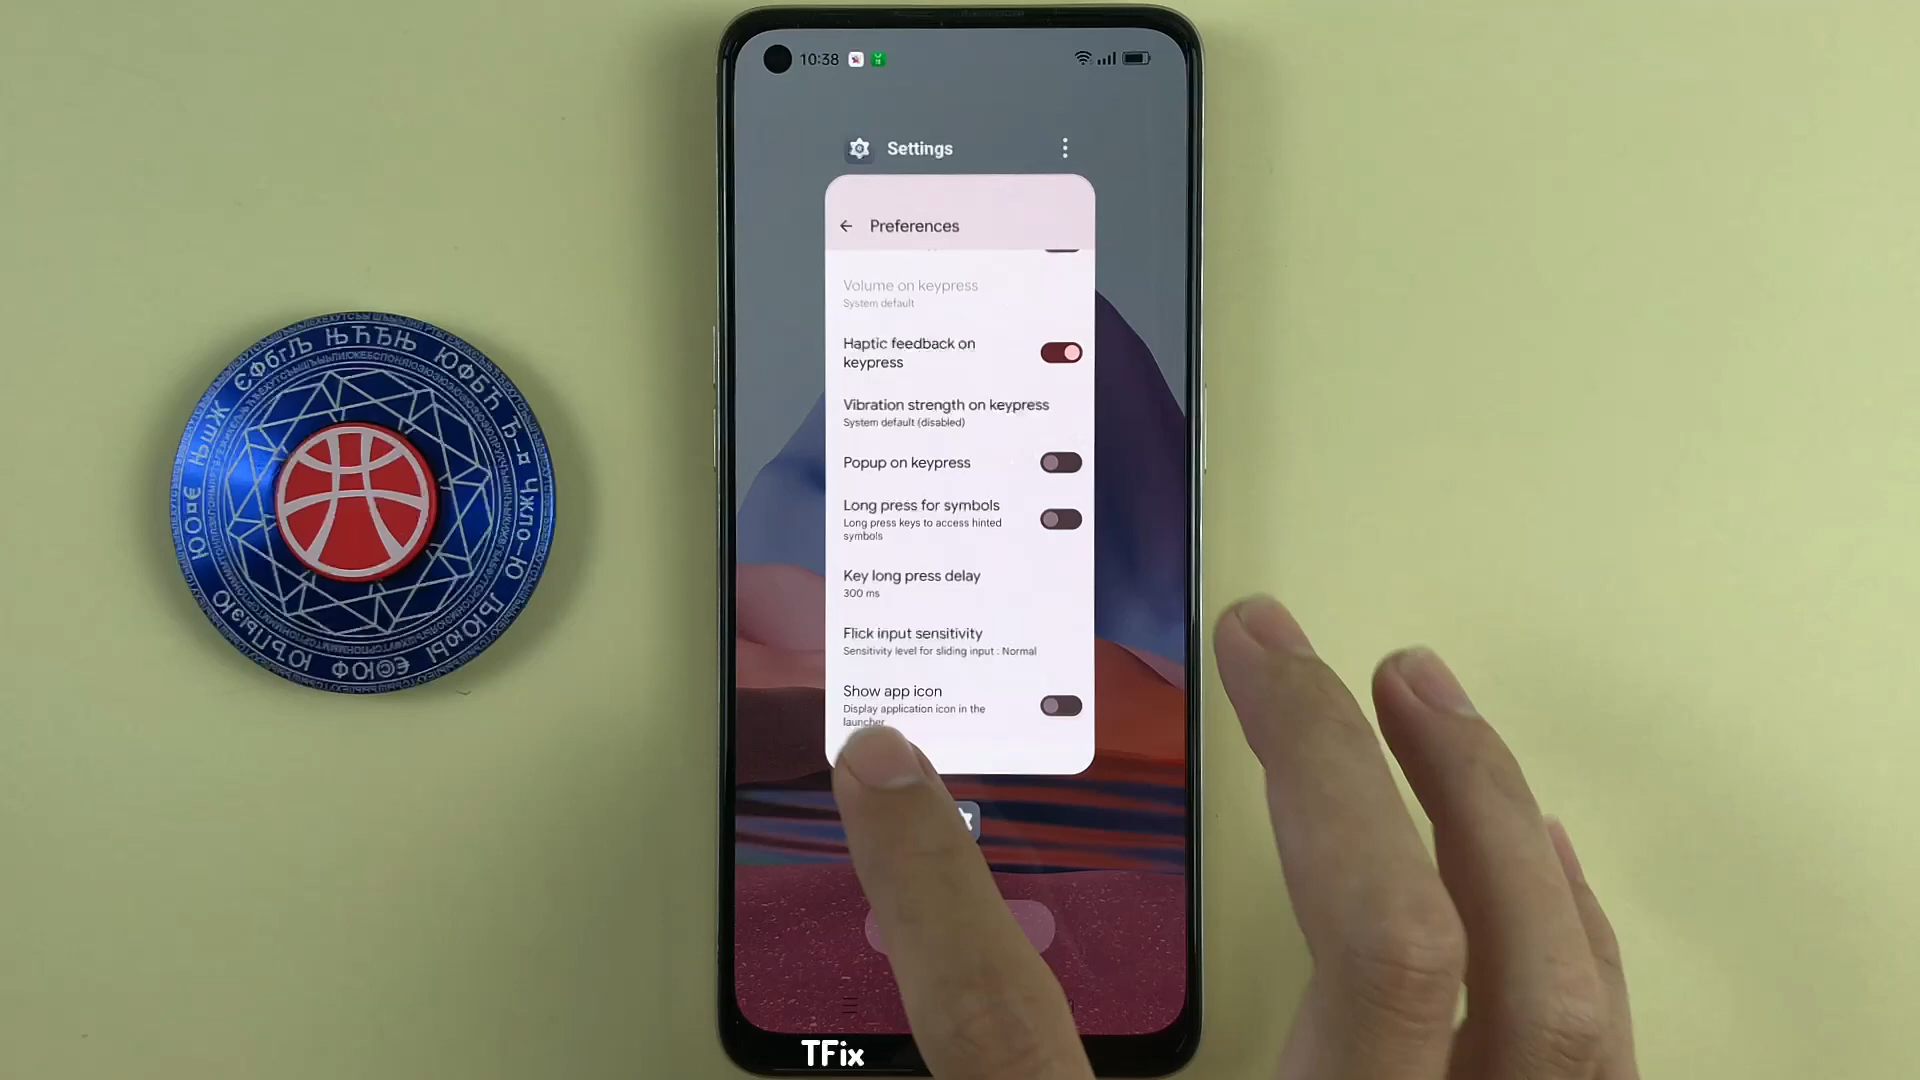 10:38
Settings
Preferences
Volume on keypress
System default
Haptic feedback on
keypress
Vibration strength on keypress
System default (disabled)
Popup on keypress
Long press for symbols
Long press keys to access hinted
symbols
Key long press delay
300 ms
Flick input sensitivity
Sensitivity level for sliding input : Normal
Show app icon
Display application icon in the
launcher
TFix